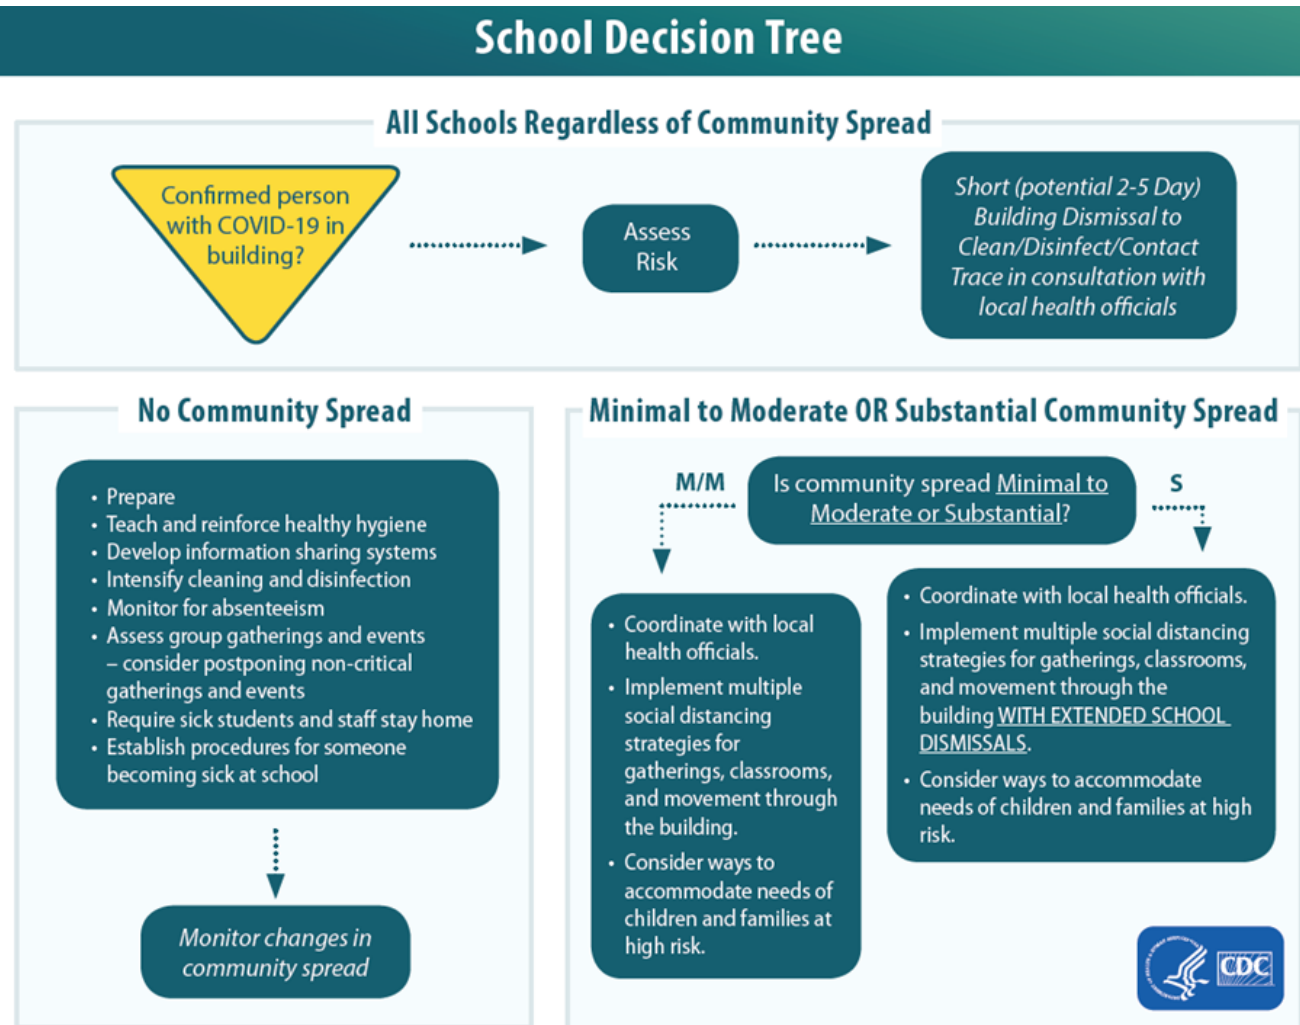 School Decision Tree
All Schools Regardless of Community Spread
Confirmed person
with COVID-19 in
building?
Assess
Risk
Short (potential 2-5 Day)
Building Dismissal to
Clean/Disinfect/Contact
Trace in consultation with
local health officials
No Community Spread
• Prepare
• Teach and reinforce healthy hygiene
• Develop information sharing systems
• Intensify cleaning and disinfection
• Monitor for absenteeism
• Assess group gatherings and events
– consider postponing non-critical
gatherings and events
• Require sick students and staff stay home
• Establish procedures for someone
becoming sick at school
Monitor changes in
community spread
Minimal to Moderate OR Substantial Community Spread
M/M
Is community spread Minimal to
Moderate or Substantial?
S
• Coordinate with local
health officials.
• Implement multiple
social distancing
strategies for
gatherings, classrooms,
and movement through
the building.
• Consider ways to
accommodate needs of
children and families at
high risk.
• Coordinate with local health officials.
• Implement multiple social distancing
strategies for gatherings, classrooms,
and movement through the
building WITH EXTENDED SCHOOL
DISMISSALS.
• Consider ways to accommodate
needs of children and families at high
risk.
CDC